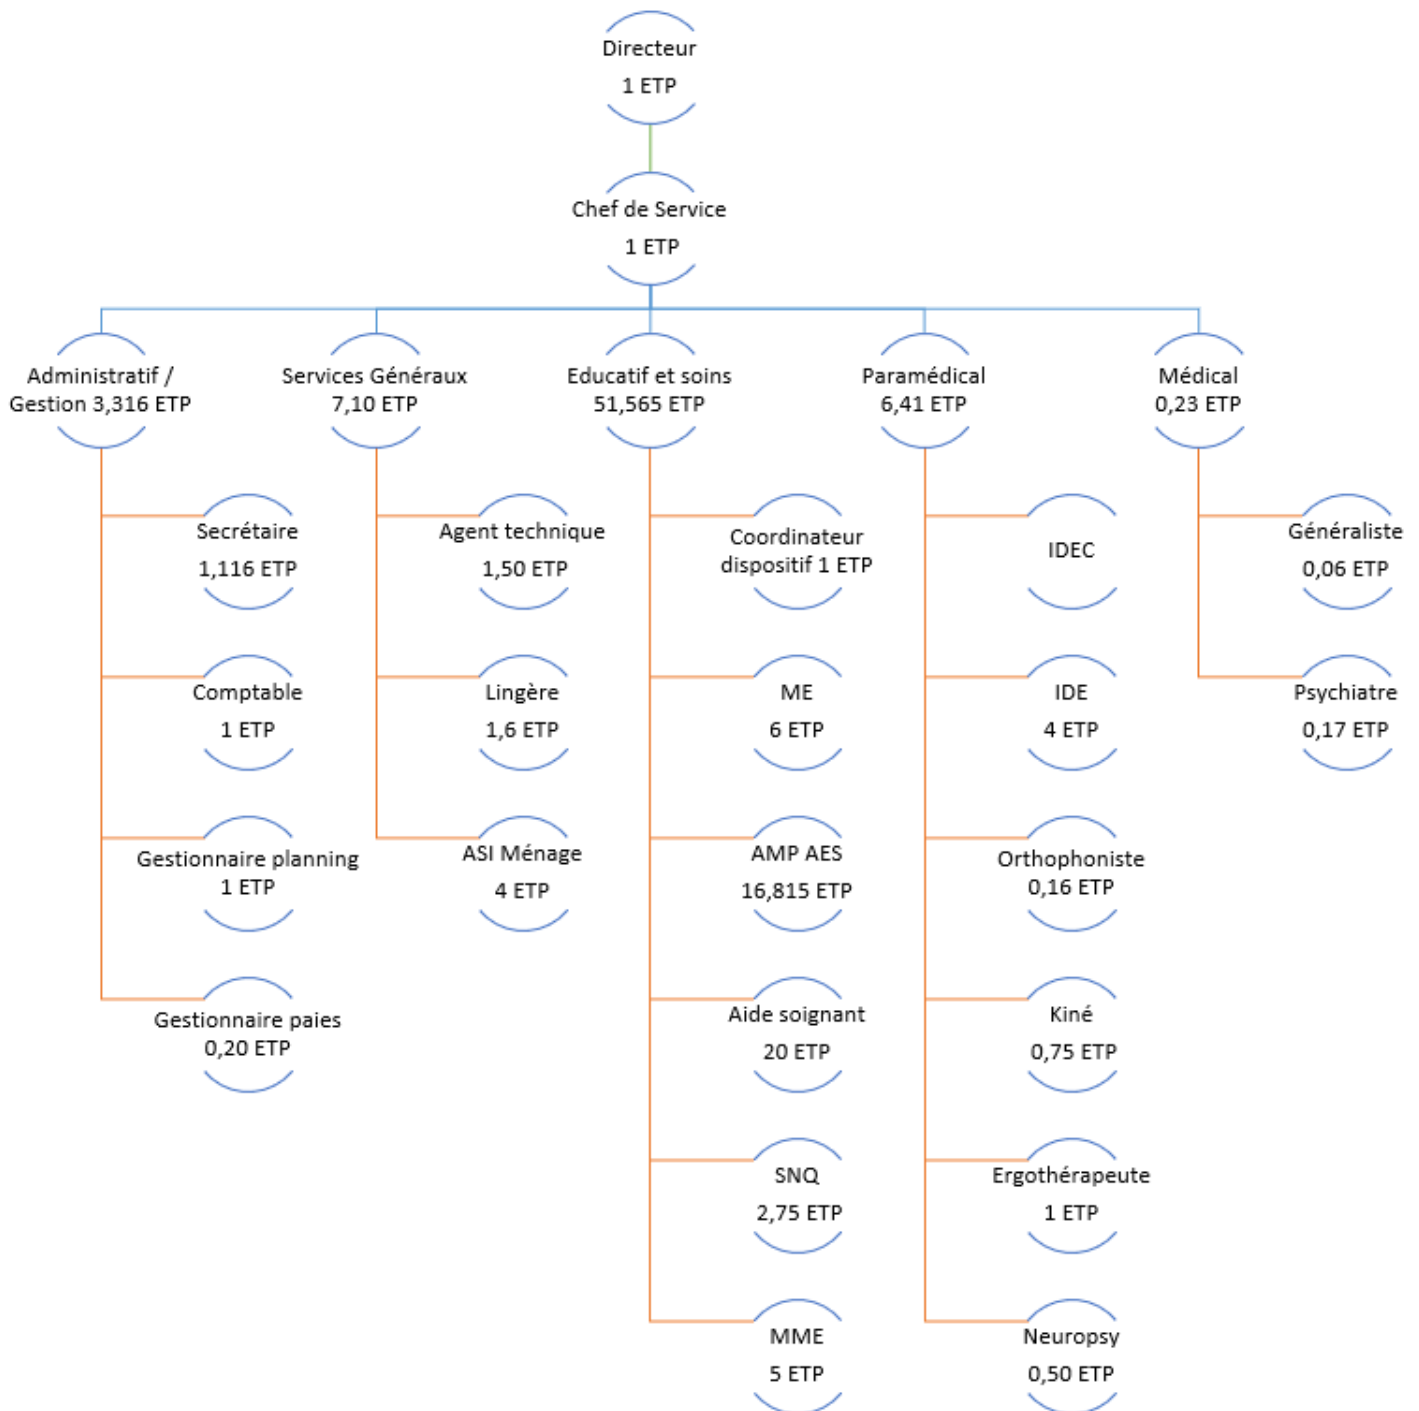 Directeur
1 ETP
Chef de Service
1 ETP
Administratif /
Gestion 3,316 ETP
Services Généraux
7,10 ETP
Educatif et soins
51,565 ETP
Paramédical
6,41 ETP
Médical
0,23 ETP
Secrétaire
1,116 ETP
Comptable
1 ETP
Gestionnaire planning
1 ETP
Gestionnaire paies
0,20 ETP
Agent technique
1,50 ETP
Lingère
1,6 ETP
ASI Ménage
4 ETP
Coordinateur
dispositif 1 ETP
ME
6 ETP
AMP AES
16,815 ETP
Aide soignant
20 ETP
SNQ
2,75 ETP
MME
5 ETP
IDEC
IDE
4 ETP
Orthophoniste
0,16 ETP
Kiné
0,75 ETP
Ergothérapeute
1 ETP
Neuropsy
0,50 ETP
Généraliste
0,06 ETP
Psychiatre
0,17 ETP